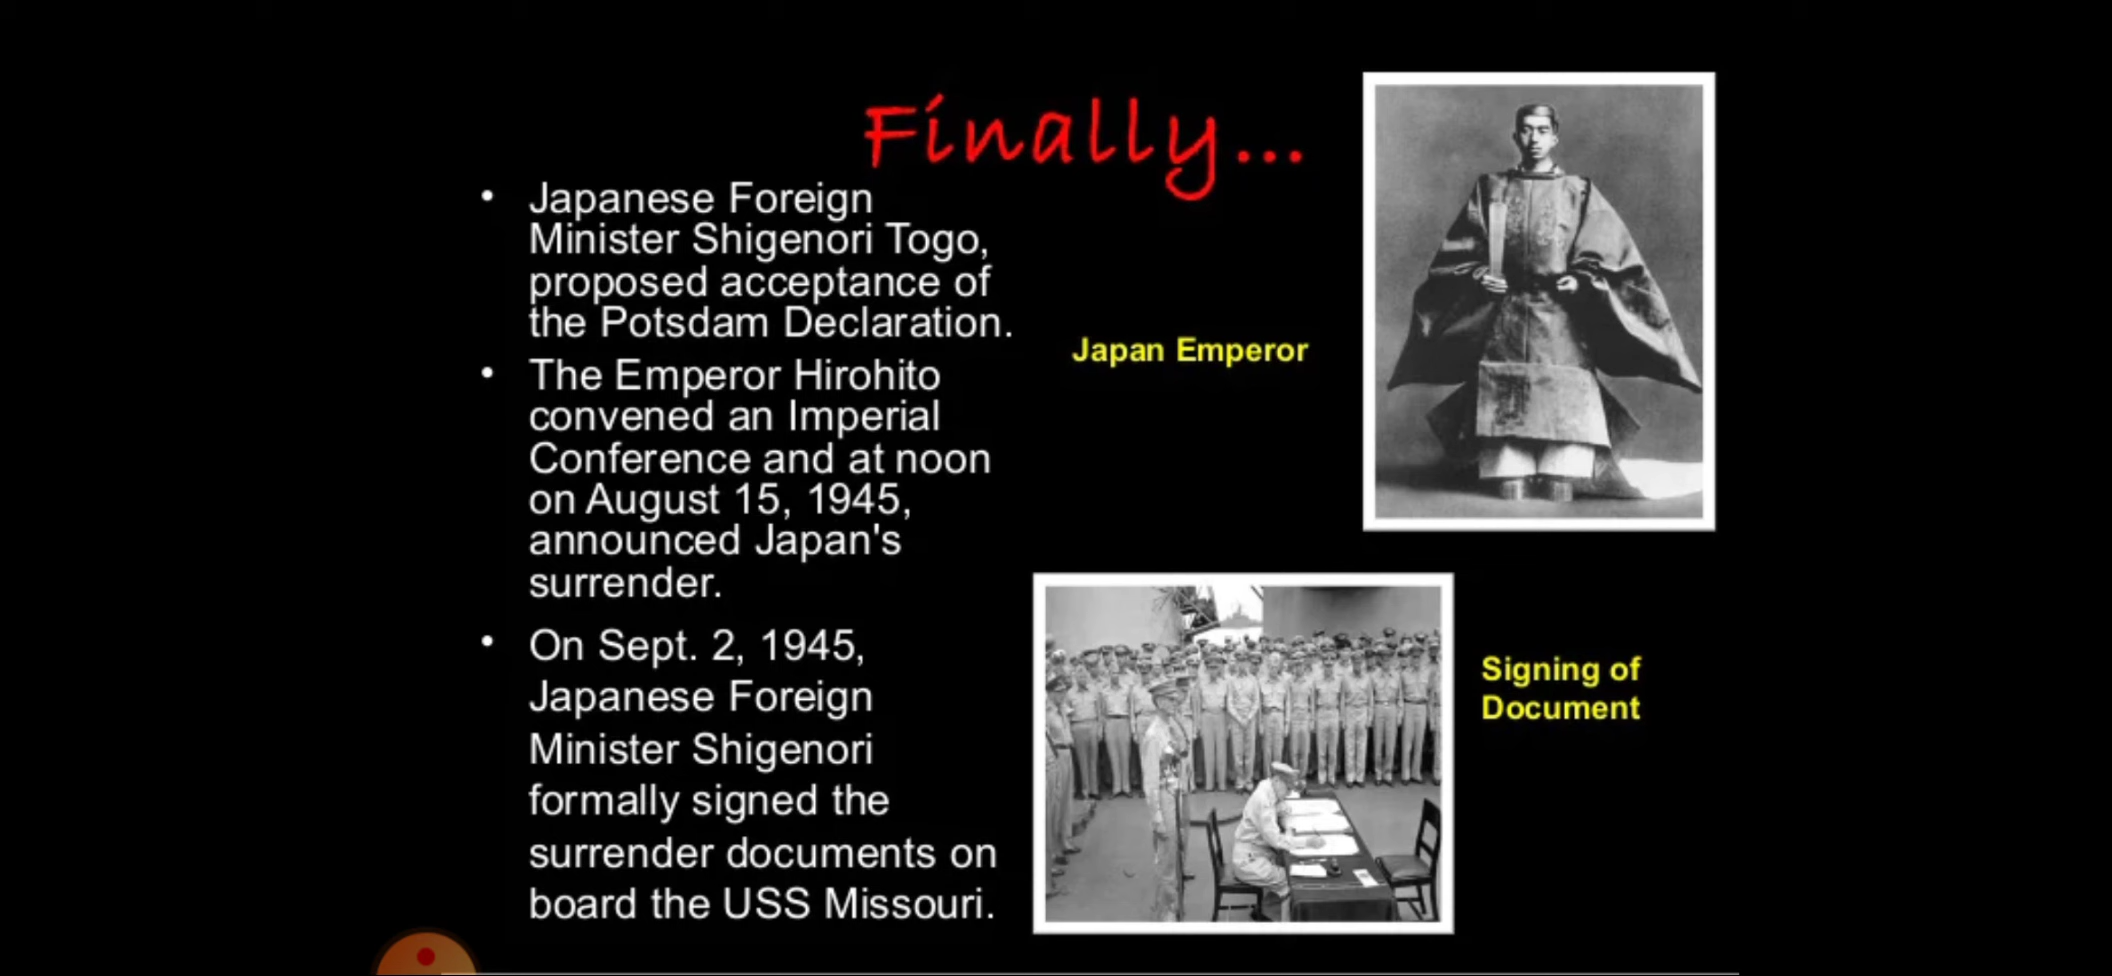 Finally...
• Japanese Foreign
Minister Shigenori Togo,
proposed acceptance of
the Potsdam Declaration.
• The Emperor Hirohito
convened an Imperial
Conference and at noon
on August 15, 1945,
announced Japan's
surrender.
• On Sept. 2, 1945,
Japanese Foreign
Minister Shigenori
formally signed the
surrender documents on
board the USS Missouri.
Japan Emperor
Signing of
Document